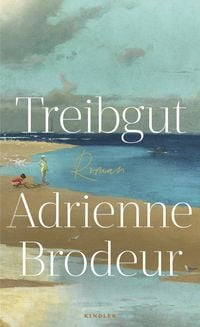 Treibgut
Roman
Adrienne
Brodeur
KINDLER